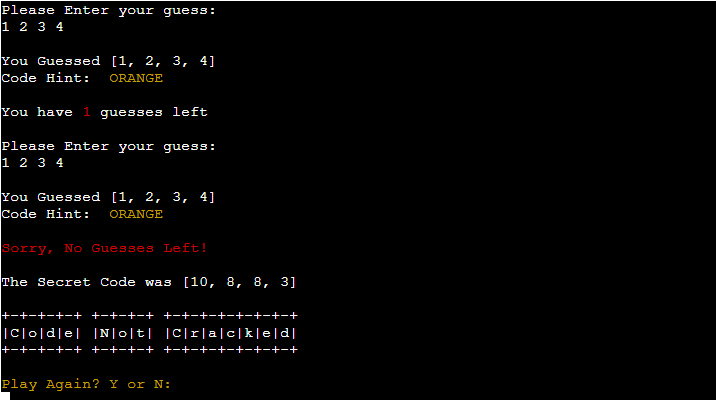 Please Enter your guess:
1 2 3 4
You Guessed [1, 2, 3, 4]
Code Hint:  ORANGE
You have 1 guesses left
Please Enter your guess:
1 2 3 4
You Guessed [1, 2, 3, 4]
Code Hint:  ORANGE
Sorry, No Guesses Left!
The Secret Code was [10, 8, 8, 3]
+-+-+-+-+ +-+-+-+ +-+-+-+-+-+-+-+
|C|o|d|e| |N|o|t| |C|r|a|c|k|e|d|
+-+-+-+-+ +-+-+-+ +-+-+-+-+-+-+-+
Play Again? Y or N: